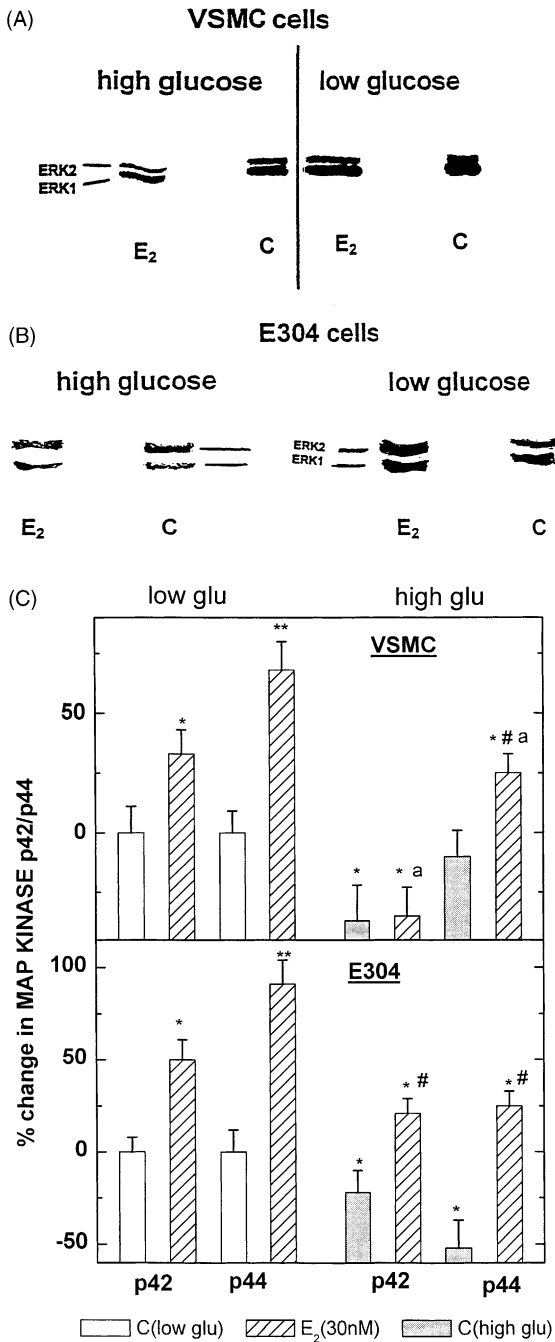 (A)
VSMC cells
high glucose
low glucose
ERK2
ERK1
E₂ C E₂ C
(B)
E304 cells
high glucose
low glucose
ERK2
ERK1
E₂ C E₂ C
(C)
low glu high glu
VSMC
**
*
* # a
*
* a
50
0
% change in MAP KINASE p42/p44
E304
**
*
* #
* #
*
*
100
50
0
-50
p42 p44 p42 p44
C(low glu) E₂(30nM) C(high glu)